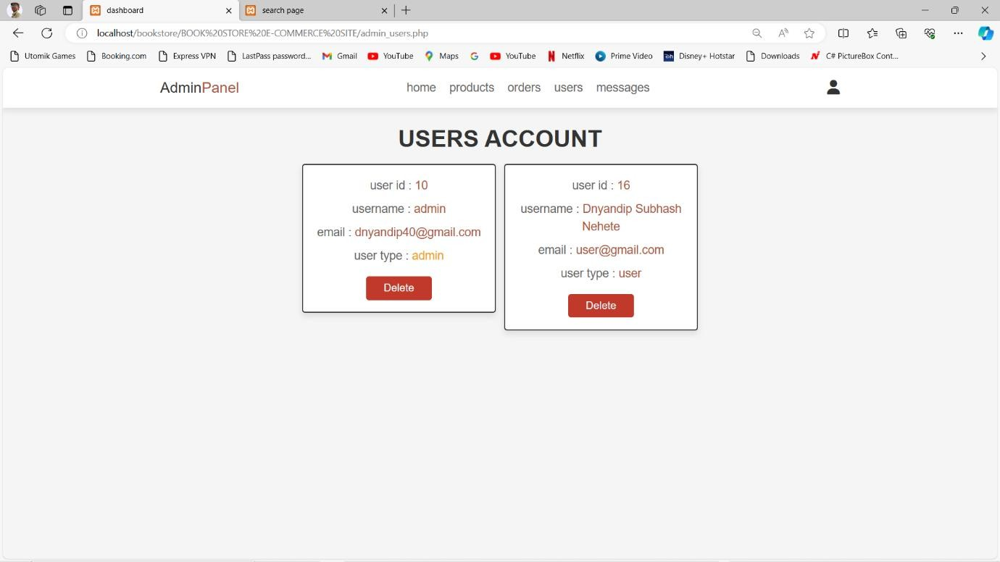 dashboard
search page
localhost/bookstore/BOOK%20STORE%20E-COMMERCE%20SITE/admin_users.php
Utomik Games
Booking.com
Express VPN
LastPass password...
Gmail
YouTube
Maps
YouTube
Netflix
Prime Video
Disney+ Hotstar
Downloads
C# PictureBox Cont...
AdminPanel
home products orders users messages
USERS ACCOUNT
user id : 10
username : admin
email : dnyandip40@gmail.com
user type : admin
Delete
user id : 16
username : Dnyandip Subhash
Nehete
email : user@gmail.com
user type : user
Delete